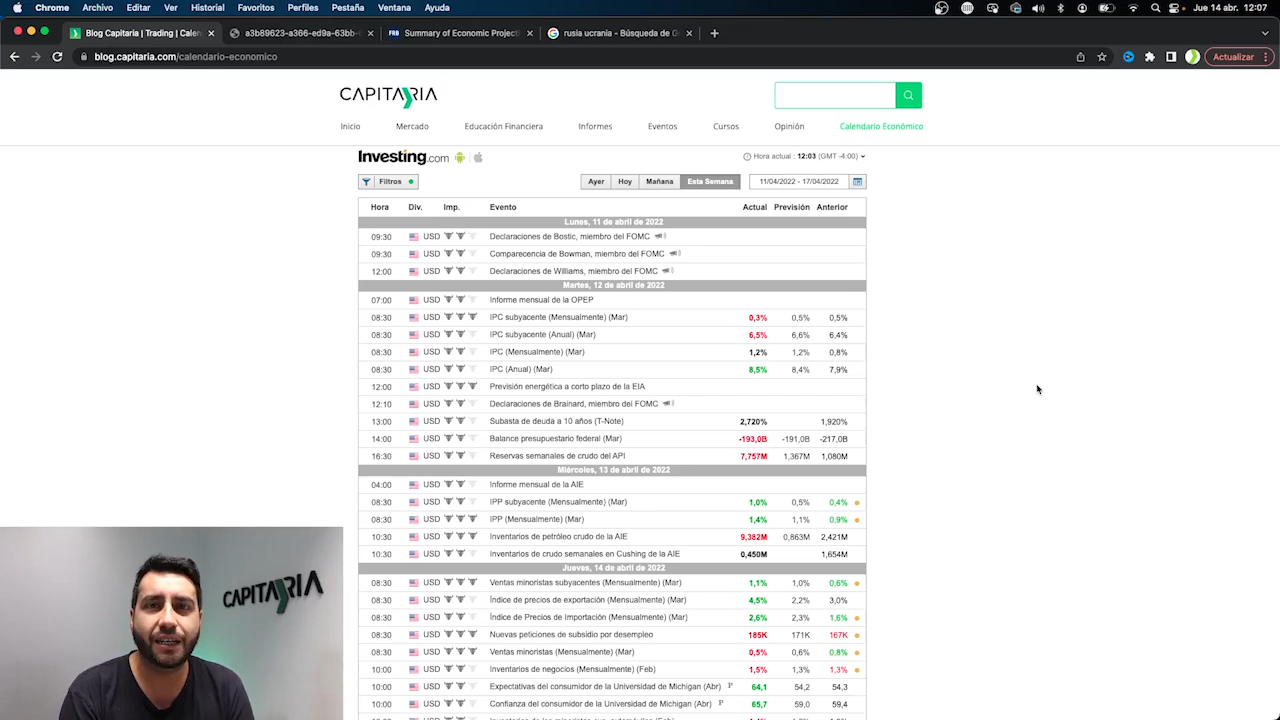 Chrome Archivo Editar Ver Historial Favoritos Perfiles Pestaña Ventana Ayuda Jue 14 abr. 12:07
Blog Capitaria | Trading | Calen a3b89623-a366-ed9a-63bb- Summary of Economic Projecti rusia ucrania - Búsqueda de G
blog.capitaria.com/calendario-economico Actualizar
CAPITARIA
Inicio Mercado Educación Financiera Informes Eventos Cursos Opinión Calendario Económico
Investing.com Hora actual : 12:03 (GMT -4:00)
Filtros Ayer Hoy Mañana Esta Semana 11/04/2022 - 17/04/2022
Hora Div. Imp. Evento Actual Previsión Anterior
Lunes, 11 de abril de 2022
09:30 USD Declaraciones de Bostic, miembro del FOMC
09:30 USD Comparecencia de Bowman, miembro del FOMC
12:00 USD Declaraciones de Williams, miembro del FOMC
Martes, 12 de abril de 2022
07:00 USD Informe mensual de la OPEP
08:30 USD IPC subyacente (Mensualmente) (Mar) 0,3% 0,5% 0,5%
08:30 USD IPC subyacente (Anual) (Mar) 6,5% 6,6% 6,4%
08:30 USD IPC (Mensualmente) (Mar) 1,2% 1,2% 0,8%
08:30 USD IPC (Anual) (Mar) 8,5% 8,4% 7,9%
12:00 USD Previsión energética a corto plazo de la EIA
12:10 USD Declaraciones de Brainard, miembro del FOMC
13:00 USD Subasta de deuda a 10 años (T-Note) 2,720% 1,920%
14:00 USD Balance presupuestario federal (Mar) -193,0B -191,0B -217,0B
16:30 USD Reservas semanales de crudo del API 7,757M 1,367M 1,080M
Miércoles, 13 de abril de 2022
04:00 USD Informe mensual de la AIE
08:30 USD IPP subyacente (Mensualmente) (Mar) 1,0% 0,5% 0,4%
08:30 USD IPP (Mensualmente) (Mar) 1,4% 1,1% 0,9%
10:30 USD Inventarios de petróleo crudo de la AIE 9,382M 0,863M 2,421M
10:30 USD Inventarios de crudo semanales en Cushing de la AIE 0,450M 1,654M
Jueves, 14 de abril de 2022
08:30 USD Ventas minoristas subyacentes (Mensualmente) (Mar) 1,1% 1,0% 0,6%
08:30 USD Índice de precios de exportación (Mensualmente) (Mar) 4,5% 2,2% 3,0%
08:30 USD Índice de Precios de Importación (Mensualmente) (Mar) 2,6% 2,3% 1,6%
08:30 USD Nuevas peticiones de subsidio por desempleo 185K 171K 167K
08:30 USD Ventas minoristas (Mensualmente) (Mar) 0,5% 0,6% 0,8%
10:00 USD Inventarios de negocios (Mensualmente) (Feb) 1,5% 1,3% 1,3%
10:00 USD Expectativas del consumidor de la Universidad de Michigan (Abr) P 64,1 54,2 54,3
10:00 USD Confianza del consumidor de la Universidad de Michigan (Abr) P 65,7 59,0 59,4
CAPITARIA